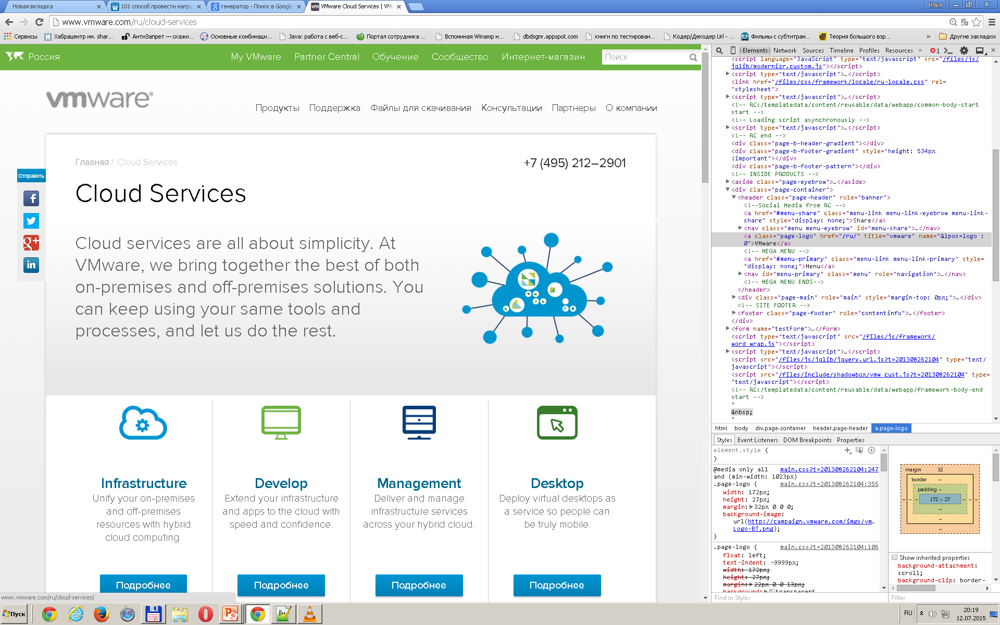 Новая вкладка
101 способ провести нагру
генератор - Поиск в Google
VMware Cloud Services | VM
Илья
www.vmware.com/ru/cloud-services
Сервисы
Хабрацентр им. shar...
АнтиЗапрет — скажи...
Основные комбинаци...
Java: работа с веб-с...
Портал сотрудника ...
Вспоминая Winamp н...
dbdsgnr.appspot.com
книги по тестирован...
Кодер/Декодер Url - ...
Фильмы с субтитрам...
Теория большого взр...
»
Другие закладки
Россия
My VMware
Partner Central
Обучение
Сообщество
Интернет-магазин
Поиск
vmware®
Продукты
Поддержка
Файлы для скачивания
Консультации
Партнеры
О компании
Главная / Cloud Services
+7 (495) 212–2901
Отправить
Cloud Services
Cloud services are all about simplicity. At
VMware, we bring together the best of both
on-premises and off-premises solutions. You
can keep using your same tools and
processes, and let us do the rest.
Infrastructure
Unify your on-premises
and off-premises
resources with hybrid
cloud computing.
Подробнее
Develop
Extend your infrastructure
and apps to the cloud with
speed and confidence.
Подробнее
Management
Deliver and manage
infrastructure services
across your hybrid cloud.
Подробнее
Desktop
Deploy virtual desktops as
a service so people can
be truly mobile.
Подробнее
www.vmware.com/ru/cloud-services/
Elements Network Sources Timeline Profiles Resources » 1
<script language="JavaScript" type="text/javascript" src="/files/js/
jqlib/modernizr.custom.js"></script>
<script type="text/javascript">…</script>
<link href="/files/css/framework/locale/ru-locale.css" rel=
"stylesheet">
<script type="text/javascript">…</script>
<!-- RC:/templatedata/content/reusable/data/webapp/common-body-start
start -->
<!-- Loading script asynchronously -->
<script type="text/javascript">…</script>
<!-- RC end -->
<div class="page-b-header-gradient"></div>
<div class="page-b-footer-gradient" style="height: 534px
!important"></div>
<div class="page-b-footer-pattern"></div>
<!-- INSIDE PRODUCTS -->
<aside class="page-eyebrow">…</aside>
<div class="page-container">
<header class="page-header" role="banner">
<!--Social Media from RC -->
<a href="#menu-share" class="menu-link menu-link-eyebrow menu-link-
share" style="display: none;">Share</a>
<nav class="menu menu-eyebrow" id="menu-share">…</nav>
<a class="page-logo" href="/ru/" title="vmware" name="&lpos=logo :
0">VMware</a>
<!-- MEGA MENU -->
<a href="#menu-primary" class="menu-link menu-link-primary" style=
"display: none;">Menu</a>
<nav id="menu-primary" class="menu" role="navigation">…</nav>
<!-- MEGA MENU ENDS-->
</header>
<div class="page-main" role="main" style="margin-top: 0px;">…</div>
<!-- SITE FOOTER -->
<footer class="page-footer" role="contentinfo">…</footer>
</div>
<form name="testForm">…</form>
<script type="text/javascript" src="/files/js/framework/
word_wrap.js"></script>
<script type="text/javascript">…</script>
<script src="/files/js/jqlib/jquery.url.js?t=201308262104" type="text/
javascript"></script>
<script src="/files/include/shadowbox/vmw_cust.js?t=201308262104" type=
"text/javascript"></script>
<!-- RC:/templatedata/content/reusable/data/webapp/framework-body-end
start -->
"
&nbsp;
"
html body div.page-container header.page-header a.page-logo
Styles Event Listeners DOM Breakpoints Properties
element.style {
}
@media only all main.css?t=201308262104:247
and (min-width: 1023px)
.page-logo { main.css?t=201308262104:355
width: 172px;
height: 27px;
margin: 32px 0 0 0;
background-image:
url(http://campaign.vmware.com/imgs/vm…
Logo-BT.png);
}
.page-logo { main.css?t=201308262104:106
float: left;
text-indent: -9999px;
width: 172px;
height: 27px;
margin: 22px 0 0 13px;
background: transparent
Find in Styles
margin 32
border –
padding –
172 × 27
Show inherited properties
background-attachment:
scroll;
background-clip: border-
Filter
Пуск
RU
20:19
12.07.2015